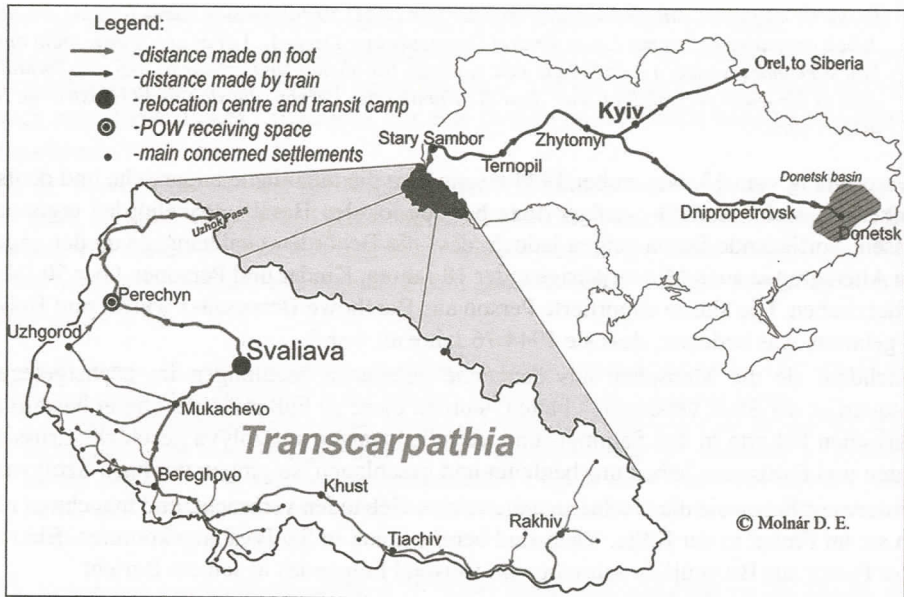 Legend:
-distance made on foot
-distance made by train
-relocation centre and transit camp
-POW receiving space
-main concerned settlements
Orel, to Siberia
Kyiv
Stary Sambor
Zhytomyr
Ternopil
Donetsk basin
Dnipropetrovsk
Donetsk
Uzhok Pass
Perechyn
Uzhgorod
Svaliava
Mukachevo
Transcarpathia
Bereghovo
Khust
Rakhiv
Tiachiv
© Molnár D. E.